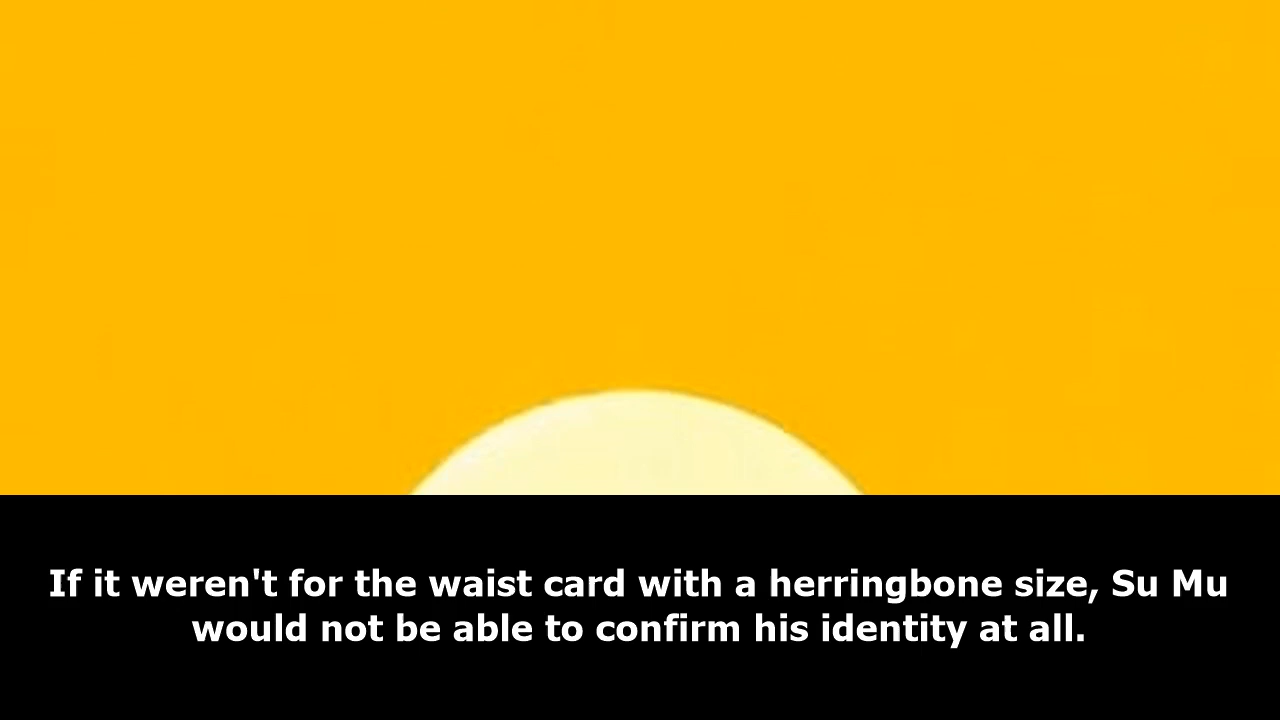 If it weren't for the waist card with a herringbone size, Su Mu
would not be able to confirm his identity at all.